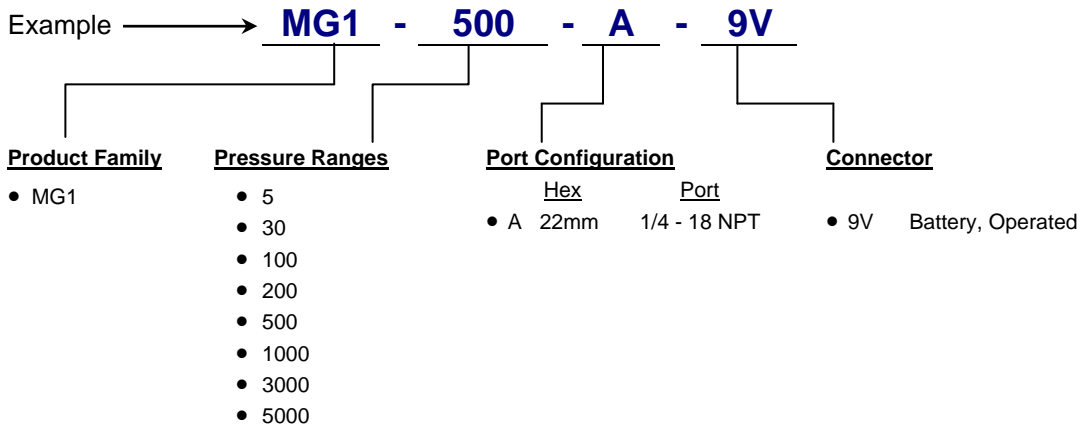 Example MG1 - 500 - A - 9V
Product Family
• MG1
Pressure Ranges
• 5
• 30
• 100
• 200
• 500
• 1000
• 3000
• 5000
Port Configuration
Hex Port
• A 22mm 1/4 - 18 NPT
Connector
• 9V Battery, Operated